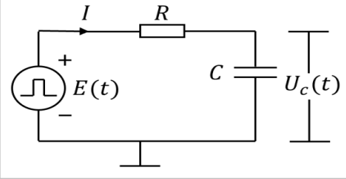 I R
+
E(t) C U_c(t)
−